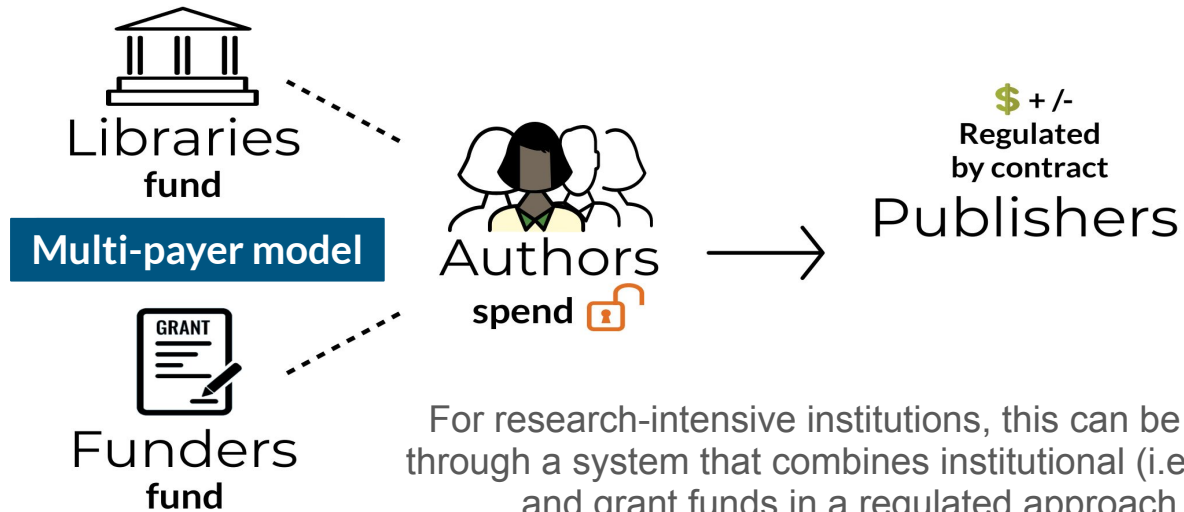 Libraries
fund
Multi-payer model
GRANT
Funders
fund
Authors
spend
$ + /-
Regulated
by contract
Publishers
For research-intensive institutions, this can be
through a system that combines institutional (i.e
and grant funds in a regulated approach